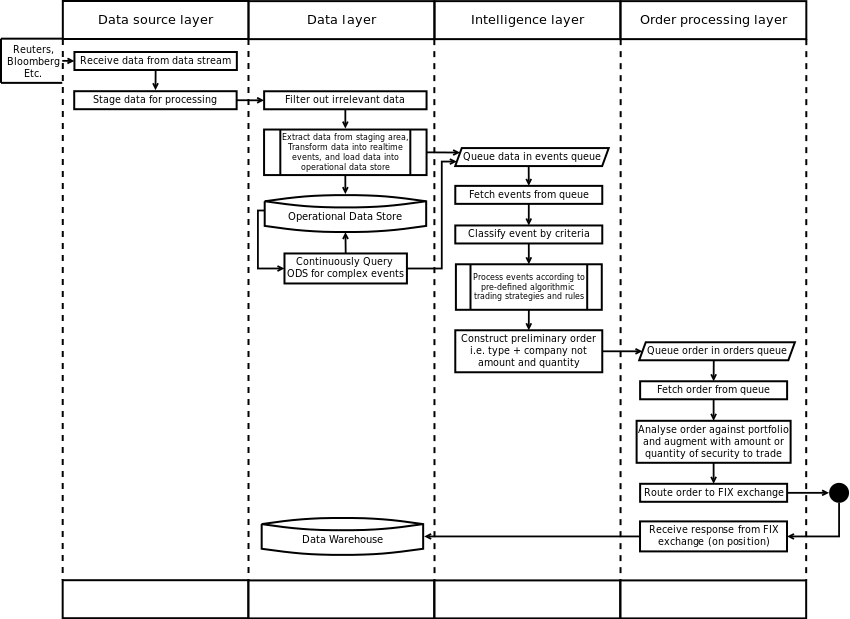 Data source layer
Data layer
Intelligence layer
Order processing layer
Reuters,
Bloomberg
Etc.
Receive data from data stream
Stage data for processing
Filter out irrelevant data
Extract data from staging area,
Transform data into realtime
events, and load data into
operational data store
Operational Data Store
Continuously Query
ODS for complex events
Queue data in events queue
Fetch events from queue
Classify event by criteria
Process events according to
pre-defined algorithmic
trading strategies and rules
Construct preliminary order
i.e. type + company not
amount and quantity
Queue order in orders queue
Fetch order from queue
Analyse order against portfolio
and augment with amount or
quantity of security to trade
Route order to FIX exchange
Receive response from FIX
exchange (on position)
Data Warehouse